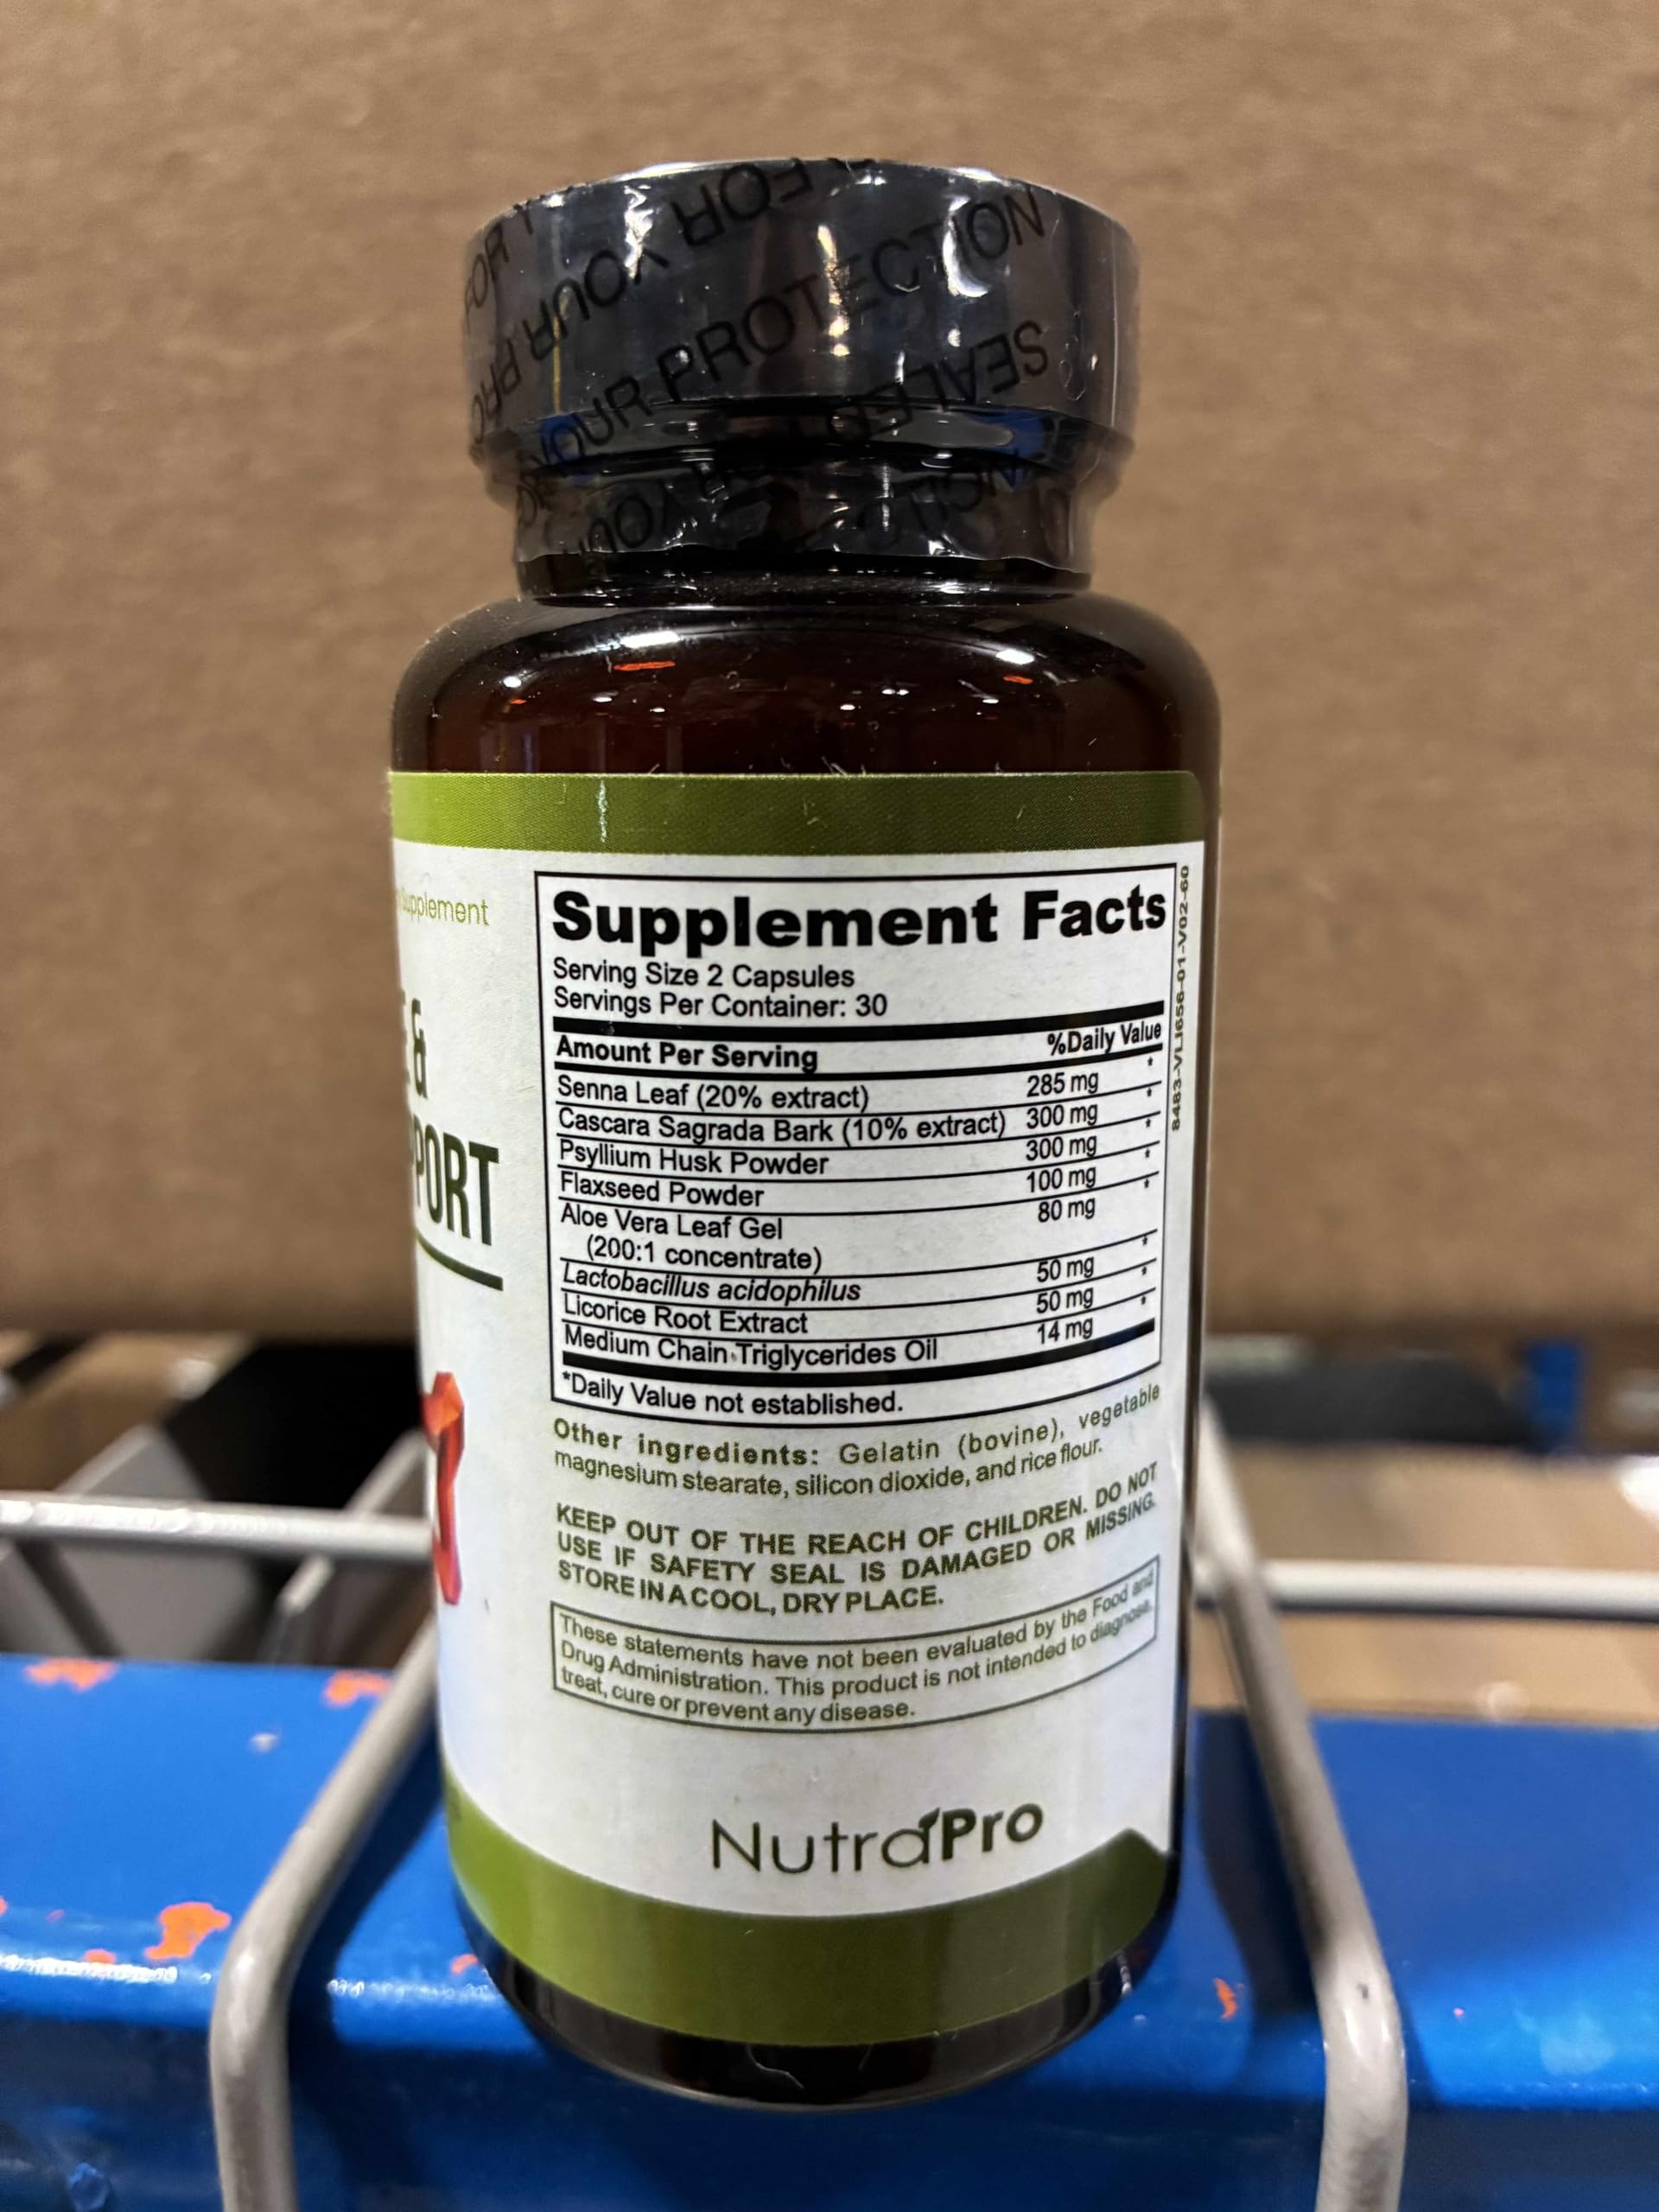 FOR YOUR
YOUR PROTECTION
SEALED
Supplement
&
PORT
Supplement Facts
Serving Size 2 Capsules
Servings Per Container: 30
Amount Per Serving %Daily Value
Senna Leaf (20% extract) 285 mg *
Cascara Sagrada Bark (10% extract) 300 mg *
Psyllium Husk Powder 300 mg *
Flaxseed Powder 100 mg *
Aloe Vera Leaf Gel 80 mg *
(200:1 concentrate)
Lactobacillus acidophilus 50 mg *
Licorice Root Extract 50 mg *
Medium Chain Triglycerides Oil 14 mg *
*Daily Value not established.
Other ingredients: Gelatin (bovine), vegetable
magnesium stearate, silicon dioxide, and rice flour.
KEEP OUT OF THE REACH OF CHILDREN. DO NOT
USE IF SAFETY SEAL IS DAMAGED OR MISSING.
STORE IN A COOL, DRY PLACE.
These statements have not been evaluated by the Food and
Drug Administration. This product is not intended to diagnose,
treat, cure or prevent any disease.
NutraPro
8483-VLI656-01-V02-60